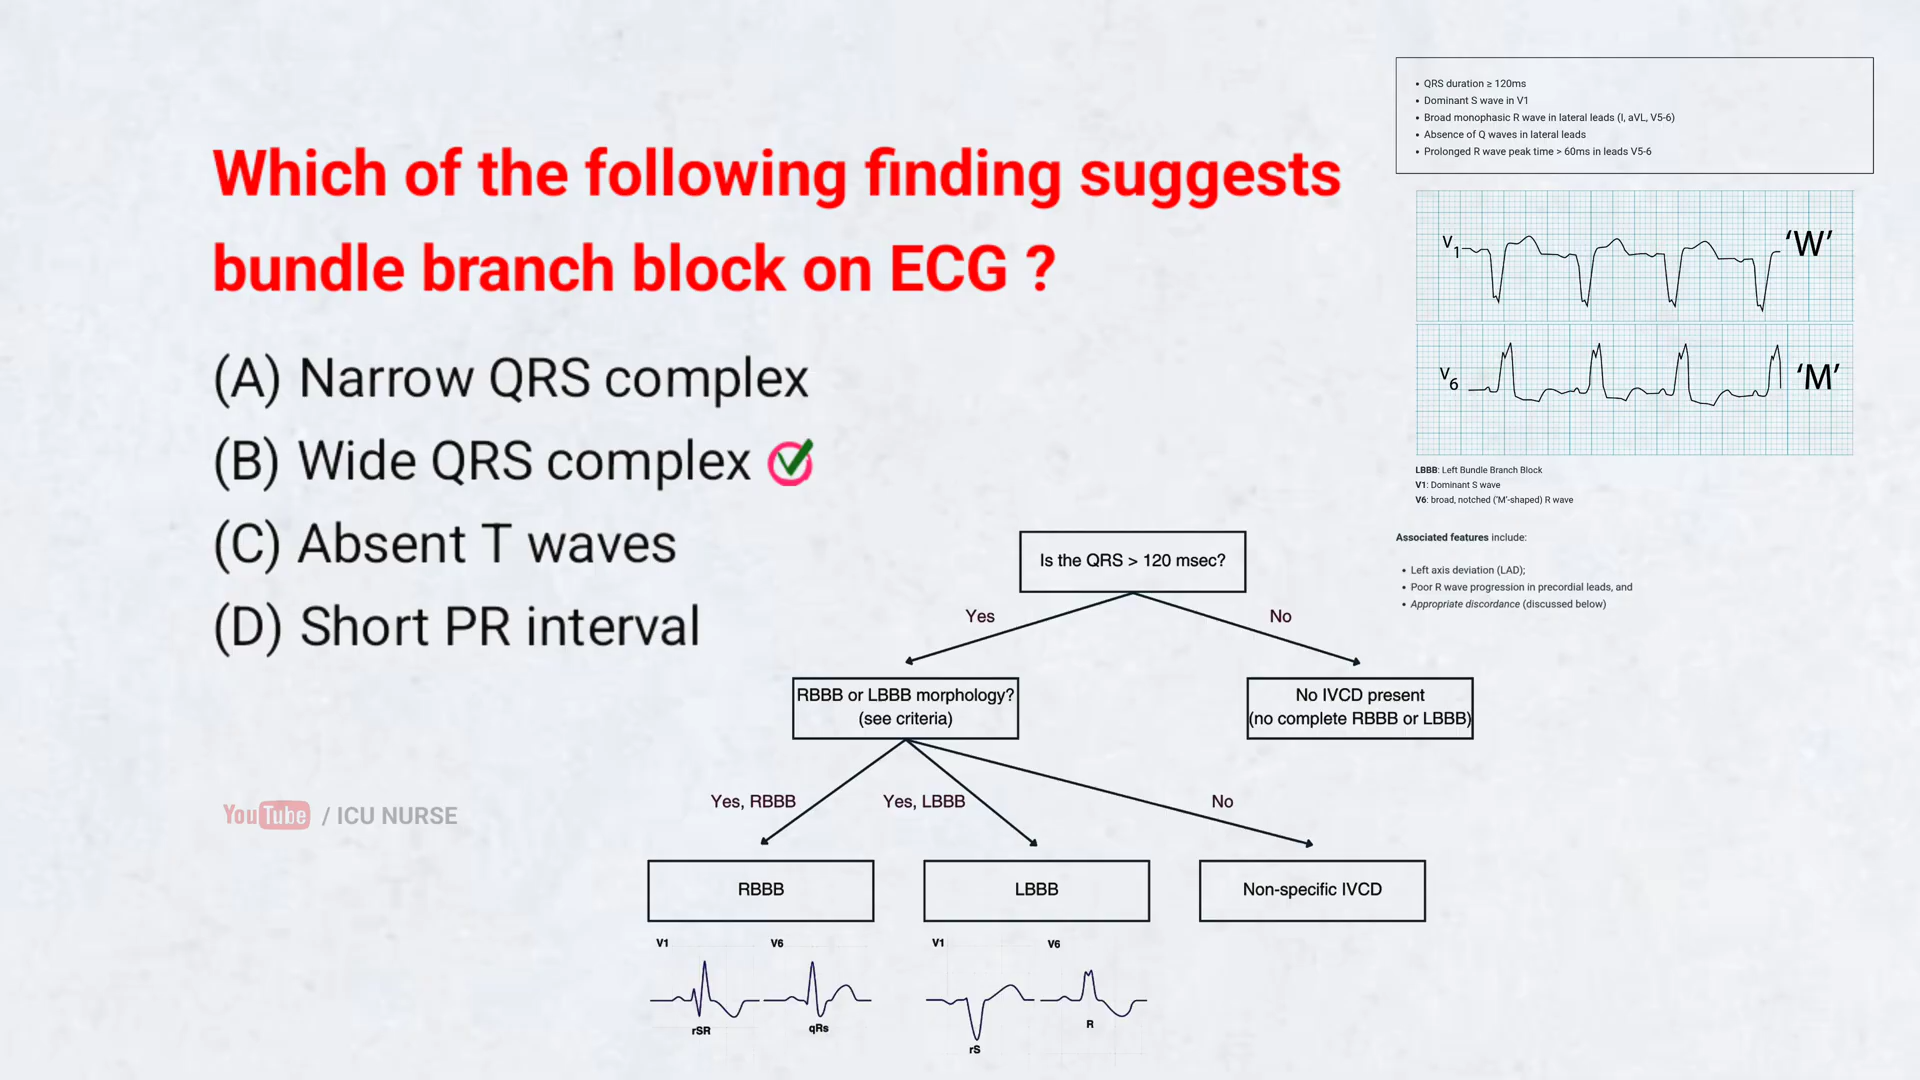 Which of the following finding suggests
bundle branch block on ECG ?
(A) Narrow QRS complex
(B) Wide QRS complex
(C) Absent T waves
(D) Short PR interval
YouTube / ICU NURSE
• QRS duration ≥ 120ms
• Dominant S wave in V1
• Broad monophasic R wave in lateral leads (I, aVL, V5-6)
• Absence of Q waves in lateral leads
• Prolonged R wave peak time > 60ms in leads V5-6
V1 ‘W’
V6 ‘M’
LBBB: Left Bundle Branch Block
V1: Dominant S wave
V6: broad, notched (‘M’-shaped) R wave
Associated features include:
• Left axis deviation (LAD);
• Poor R wave progression in precordial leads, and
• Appropriate discordance (discussed below)
Is the QRS > 120 msec?
Yes No
RBBB or LBBB morphology?
(see criteria)
No IVCD present
(no complete RBBB or LBBB)
Yes, RBBB Yes, LBBB No
RBBB LBBB Non-specific IVCD
V1 V6 V1 V6
rSR qRs rS R